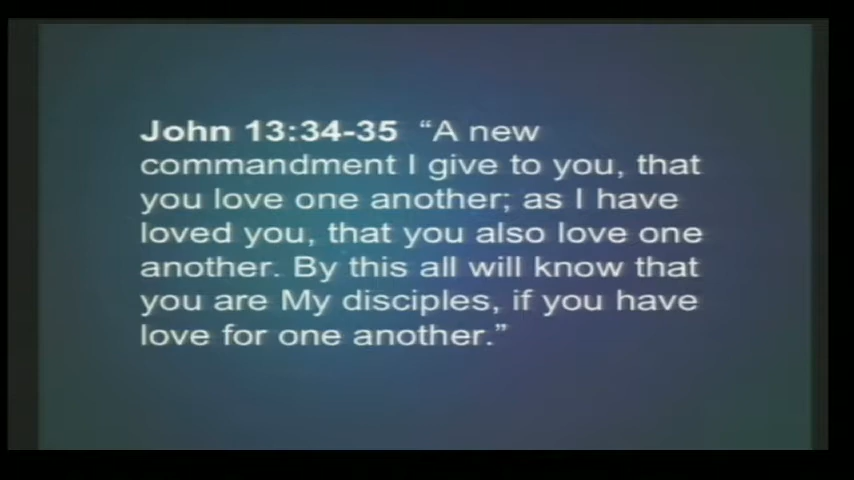 John 13:34-35 “A new
commandment I give to you, that
you love one another; as I have
loved you, that you also love one
another. By this all will know that
you are My disciples, if you have
love for one another.”